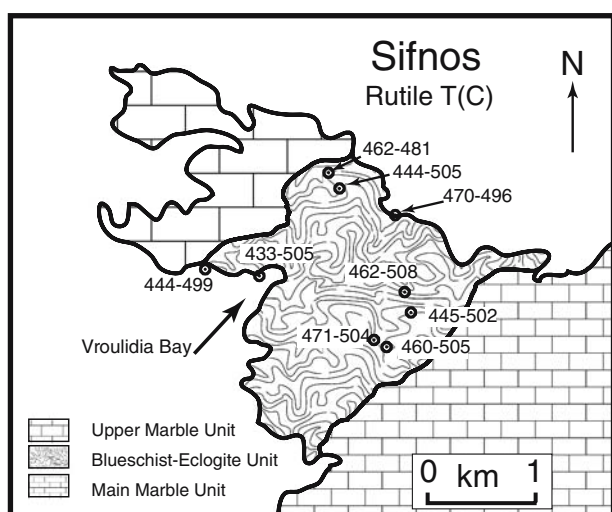 Sifnos
Rutile T(C)
N
462-481
444-505
470-496
433-505
444-499
462-508
445-502
Vroulidia Bay
471-504
460-505
Upper Marble Unit
Blueschist-Eclogite Unit
Main Marble Unit
0 km 1